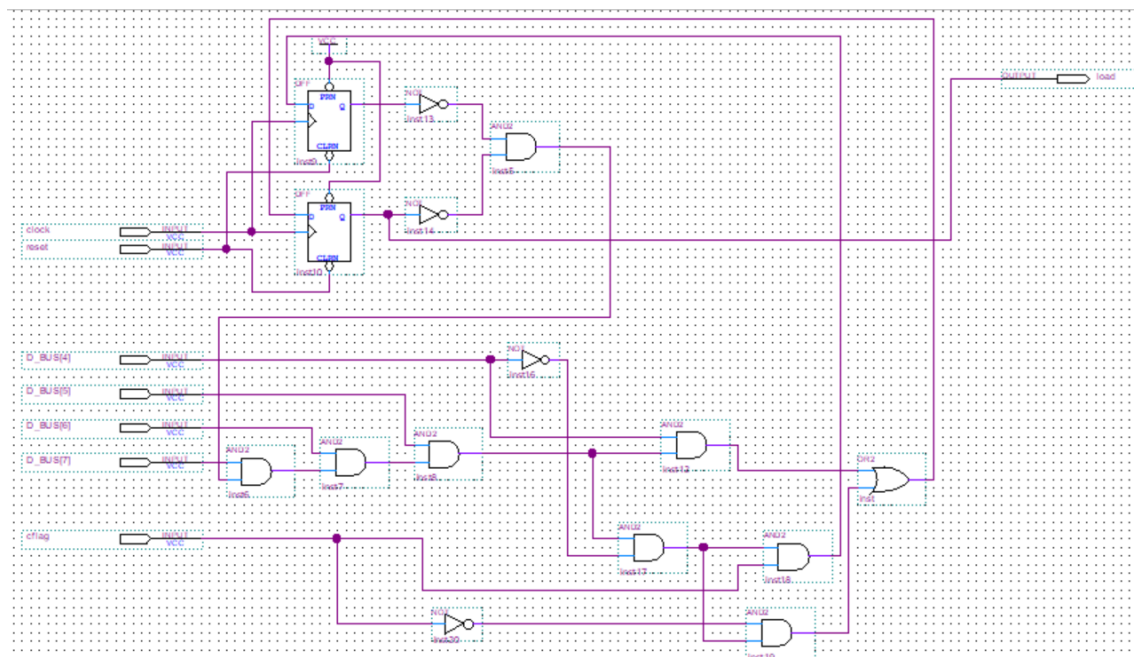 VCC
OUTPUT
load
DFF
NOT
PRN
D
Q
CLRN
inst9
inst13
AND2
inst5
DFF
NOT
PRN
D
Q
CLRN
inst10
inst14
clock
INPUT
VCC
reset
INPUT
VCC
D_BUS[4]
INPUT
VCC
NOT
inst16
D_BUS[5]
INPUT
VCC
D_BUS[6]
INPUT
VCC
D_BUS[7]
INPUT
VCC
AND2
inst6
AND2
inst7
AND2
inst8
AND2
inst12
OR2
inst
cflag
INPUT
VCC
AND2
inst17
AND2
inst18
NOT
inst20
AND2
inst19